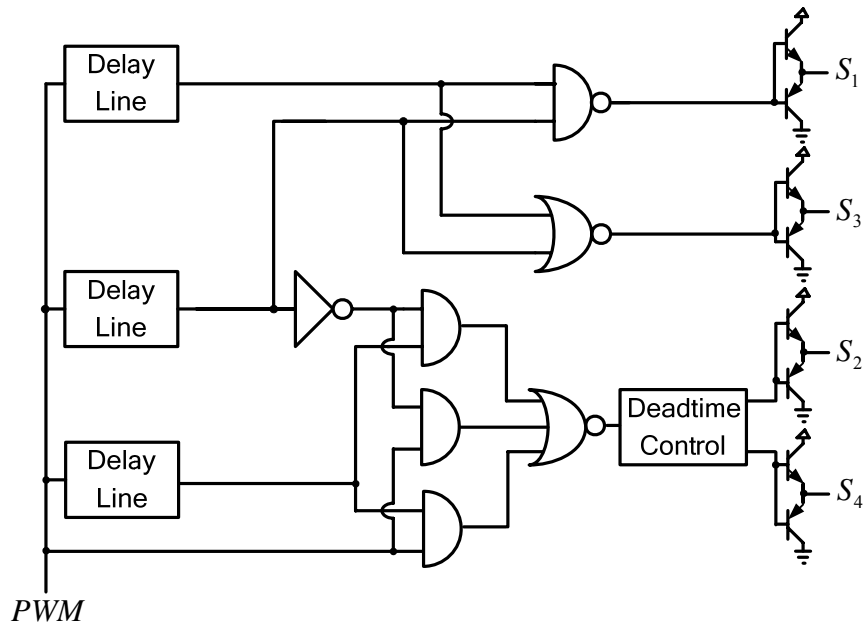 Delay
Line
S1
S3
Delay
Line
S2
Deadtime
Control
Delay
Line
S4
PWM